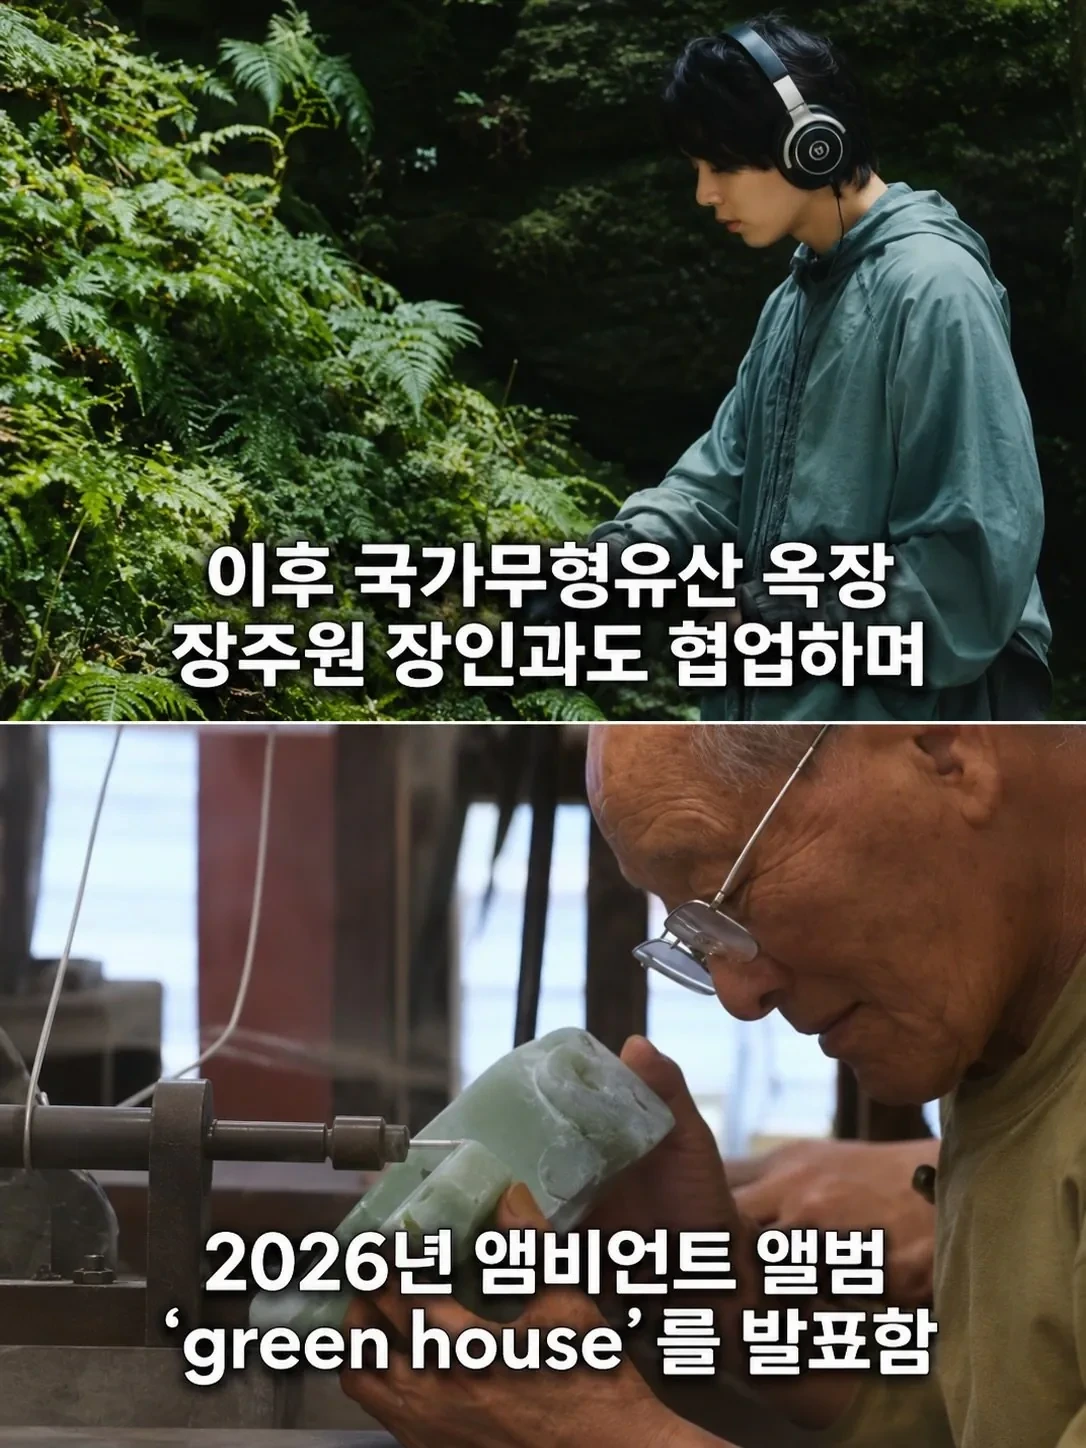 이후 국가무형유산 옥장
장주원 장인과도 협업하며
2026년 앰비언트 앨범
‘green house’를 발표함